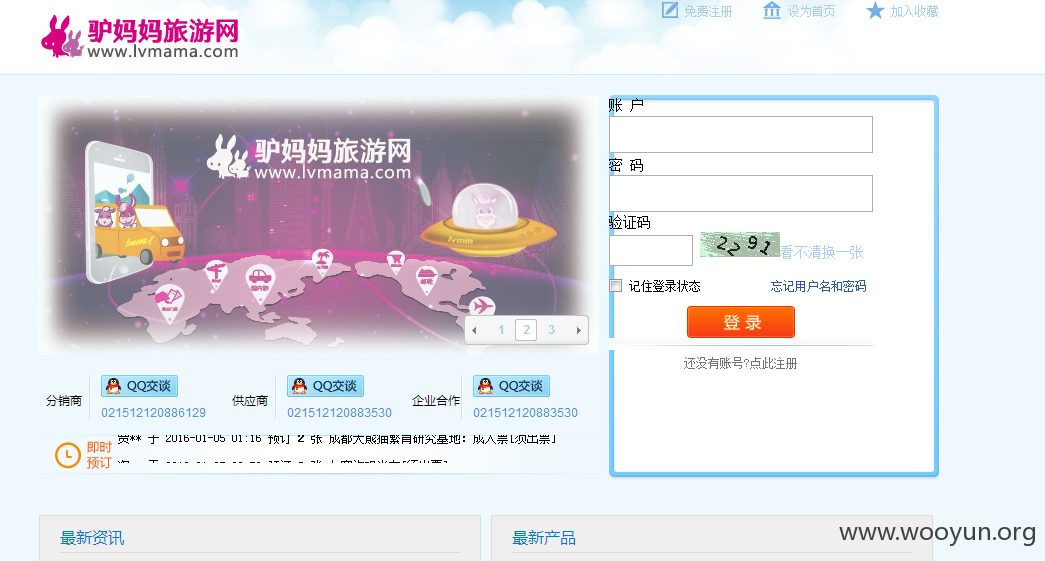 免费注册 设为首页 加入收藏
驴妈妈旅游网
www.lvmama.com
驴妈妈旅游网
www.lvmama.com
lvmama
1 2 3
账 户
密 码
验证码
2291 看不清换一张
记住登录状态 忘记用户名和密码
登 录
还没有账号?点此注册
分销商 QQ交谈 供应商 QQ交谈 企业合作 QQ交谈
021512120886129 021512120883530 021512120883530
即时
预订
贾** 于 2016-01-05 01:16 预订 2 张 成都大熊猫繁育研究基地：成人票[须出票]
最新资讯 最新产品
www.wooyun.org